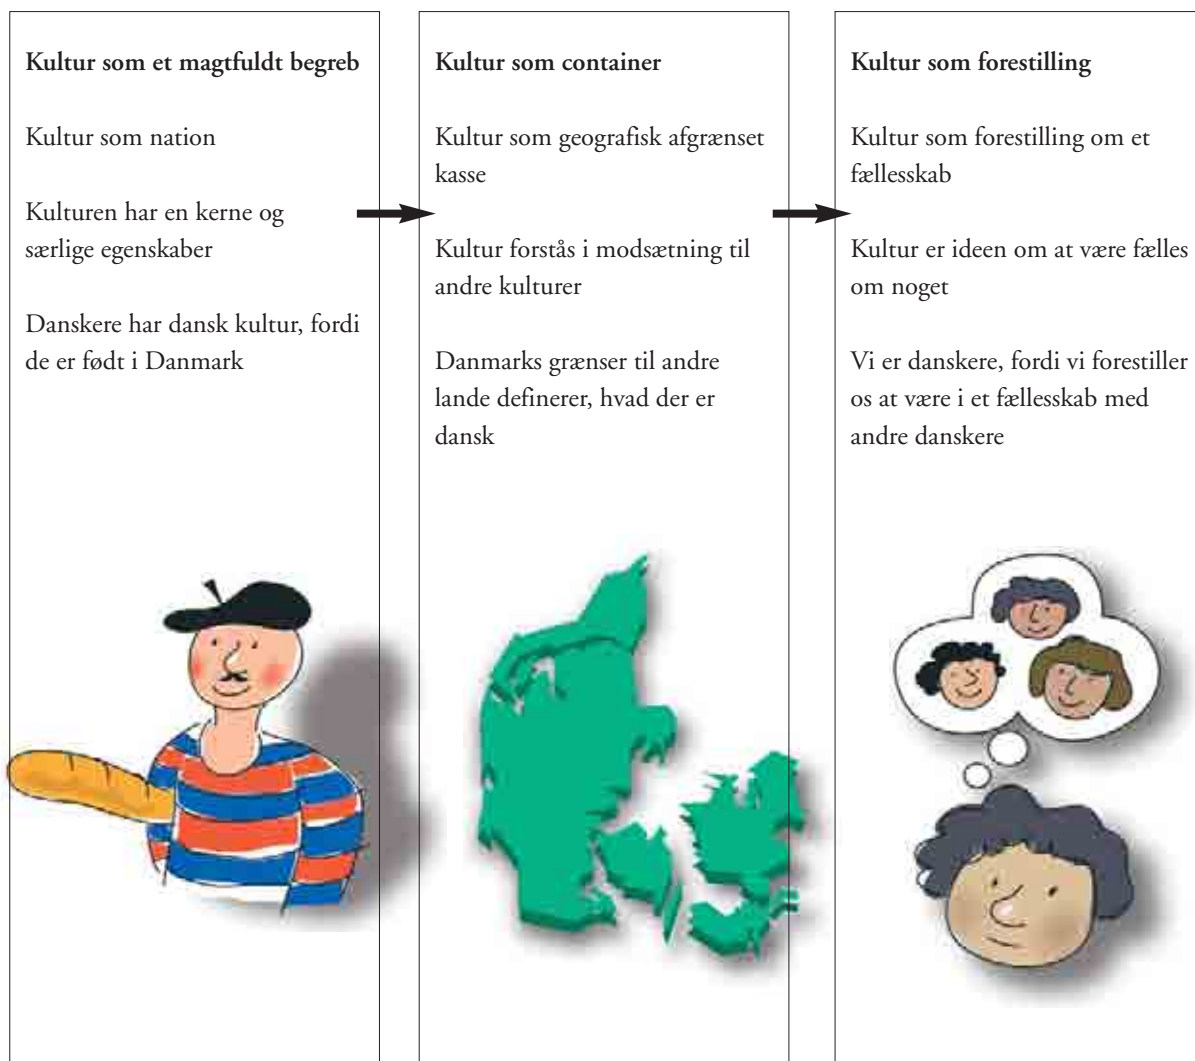 Kultur som et magtfuldt begreb
Kultur som nation
Kulturen har en kerne og
særlige egenskaber
Danskere har dansk kultur, fordi
de er født i Danmark
Kultur som container
Kultur som geografisk afgrænset
kasse
Kultur forstås i modsætning til
andre kulturer
Danmarks grænser til andre
lande definerer, hvad der er
dansk
Kultur som forestilling
Kultur som forestilling om et
fællesskab
Kultur er ideen om at være fælles
om noget
Vi er danskere, fordi vi forestiller
os at være i et fællesskab med
andre danskere